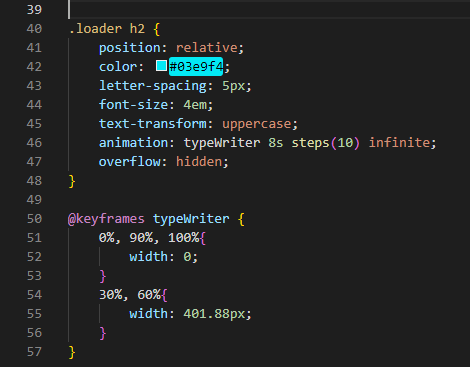 39
40 .loader h2 {
41     position: relative;
42     color: #03e9f4;
43     letter-spacing: 5px;
44     font-size: 4em;
45     text-transform: uppercase;
46     animation: typeWriter 8s steps(10) infinite;
47     overflow: hidden;
48 }
49
50 @keyframes typeWriter {
51     0%, 90%, 100%{
52         width: 0;
53     }
54     30%, 60%{
55         width: 401.88px;
56     }
57 }